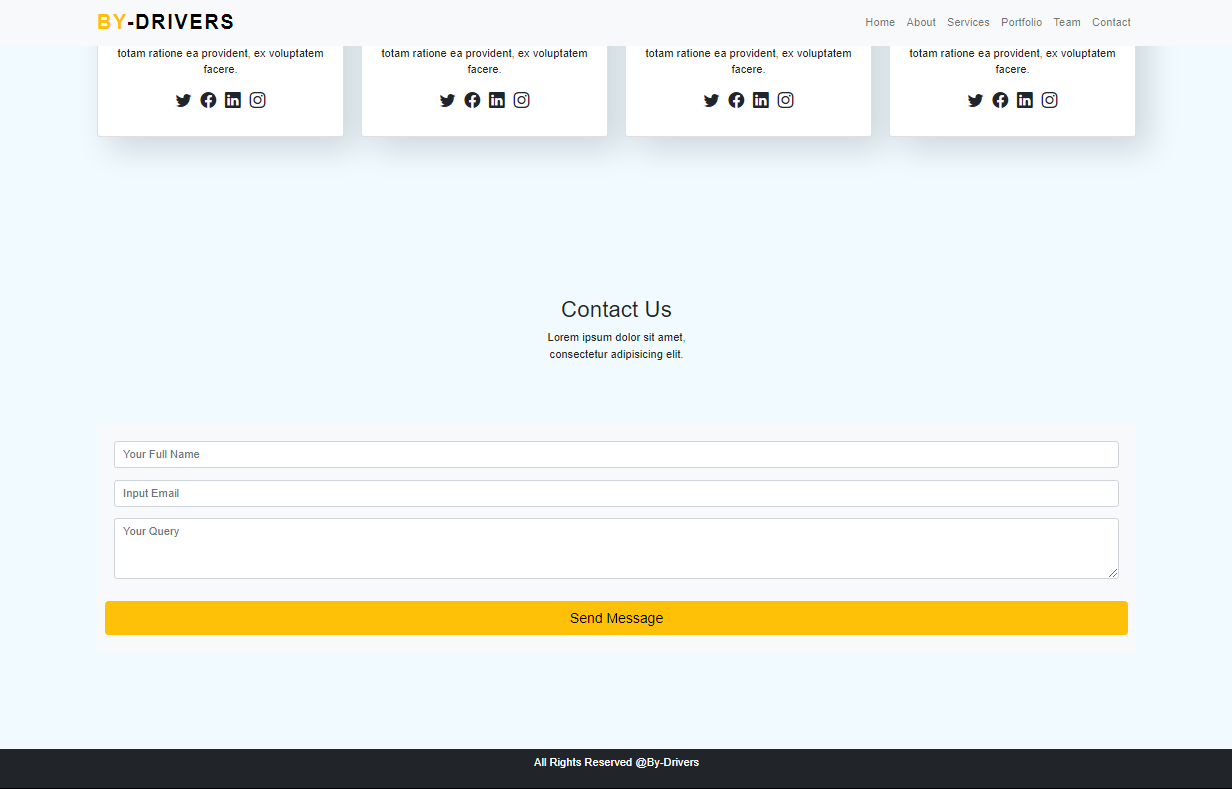 BY-DRIVERS
Home About Services Portfolio Team Contact
totam ratione ea provident, ex voluptatem
facere.
totam ratione ea provident, ex voluptatem
facere.
totam ratione ea provident, ex voluptatem
facere.
totam ratione ea provident, ex voluptatem
facere.
Contact Us
Lorem ipsum dolor sit amet,
consectetur adipisicing elit.
Your Full Name
Input Email
Your Query
Send Message
All Rights Reserved @By-Drivers